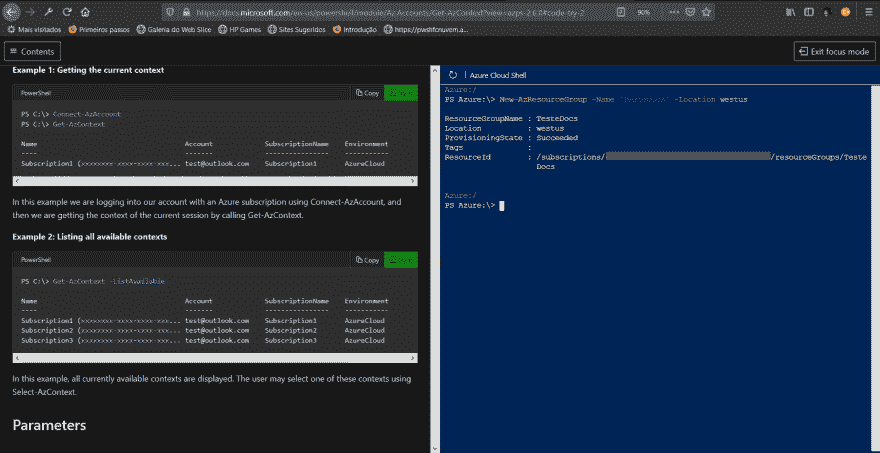 https://docs.microsoft.com/en-us/powershell/module/Az.Accounts/Get-AzContext?view=azps-2.6.0#code-try-2
90%
Mais visitados
Primeiros passos
Galeria do Web Slice
HP Games
Sites Sugeridos
Introdução
https://pwshfcnuvem.a...
Contents
Exit focus mode
Example 1: Getting the current context
PowerShell
Copy
Try It
PS C:\> Connect-AzAccount
PS C:\> Get-AzContext
Name Account SubscriptionName Environment
---- ------- ---------------- -----------
Subscription1 (xxxxxxxx-xxxx-xxxx-xxx... test@outlook.com Subscription1 AzureCloud
In this example we are logging into our account with an Azure subscription using Connect-AzAccount, and
then we are getting the context of the current session by calling Get-AzContext.
Example 2: Listing all available contexts
PowerShell
Copy
Try It
PS C:\> Get-AzContext -ListAvailable
Name Account SubscriptionName Environment
---- ------- ---------------- -----------
Subscription1 (xxxxxxxx-xxxx-xxxx-xxx... test@outlook.com Subscription1 AzureCloud
Subscription2 (xxxxxxxx-xxxx-xxxx-xxx... test@outlook.com Subscription2 AzureCloud
Subscription3 (xxxxxxxx-xxxx-xxxx-xxx... test@outlook.com Subscription3 AzureCloud
In this example, all currently available contexts are displayed. The user may select one of these contexts using
Select-AzContext.
Parameters
Azure Cloud Shell
Azure:/
PS Azure:\> New-AzResourceGroup -Name -Location westus
ResourceGroupName : TesteDocs
Location : westus
ProvisioningState : Succeeded
Tags :
ResourceId : /subscriptions/ /resourceGroups/Teste
Docs
Azure:/
PS Azure:\>